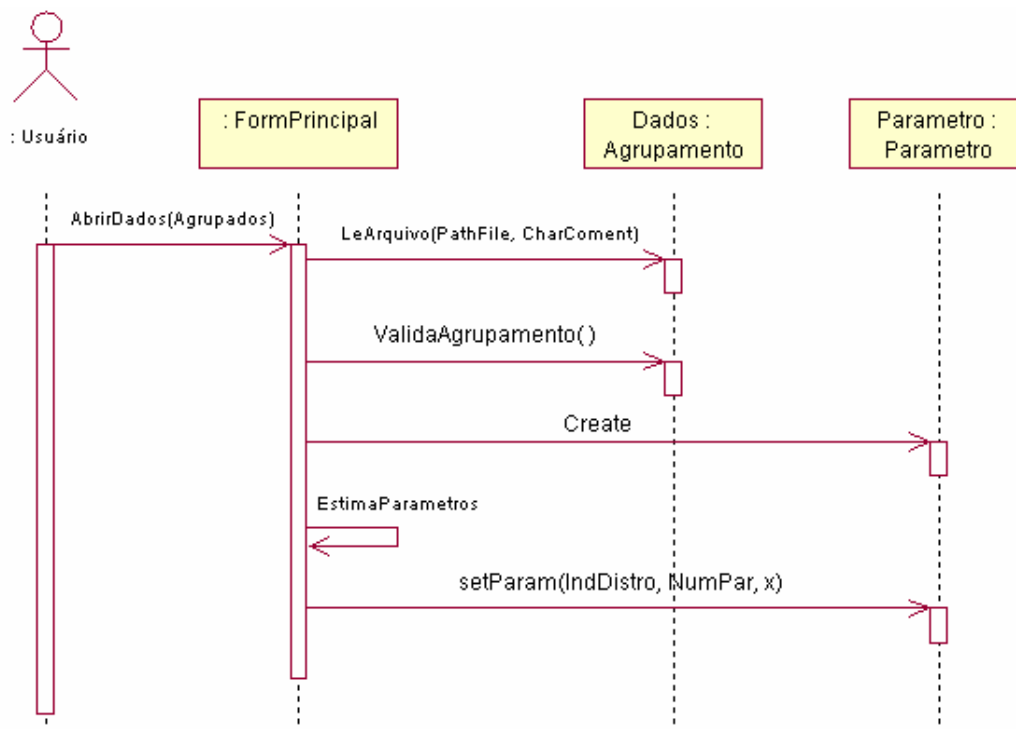 : Usuário
: FormPrincipal
Dados :
Agrupamento
Parametro :
Parametro
AbrirDados(Agrupados)
LeArquivo(PathFile, CharComent)
ValidaAgrupamento( )
Create
EstimaParametros
setParam(IndDistro, NumPar, x)